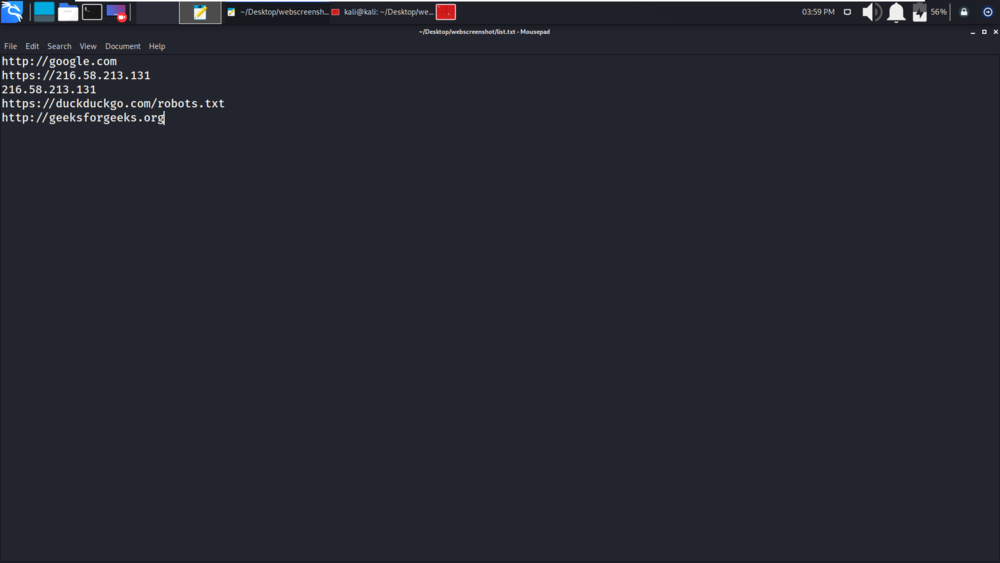 ~/Desktop/webscreensh... kali@kali: ~/Desktop/we... 03:59 PM 56%
~/Desktop/webscreenshot/list.txt - Mousepad
File Edit Search View Document Help
http://google.com
https://216.58.213.131
216.58.213.131
https://duckduckgo.com/robots.txt
http://geeksforgeeks.org